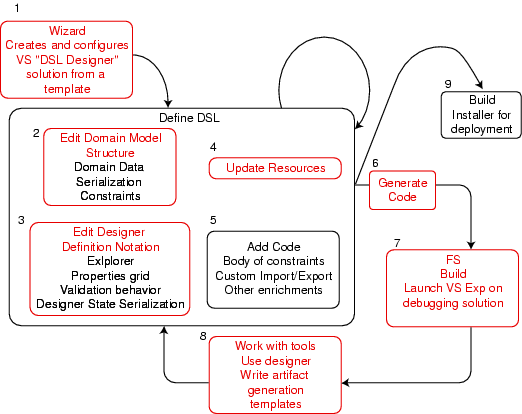 1
Wizard
Creates and configures
VS "DSL Designer"
solution from a
template
Define DSL
2
Edit Domain Model
Structure
Domain Data
Serialization
Constraints
3
Edit Designer
Definition Notation
Exlplorer
Properties grid
Validation behavior
Designer State Serialization
4
Update Resources
5
Add Code
Body of constraints
Custom Import/Export
Other enrichments
6
Generate
Code
7
FS
Build
Launch VS Exp on
debugging solution
8
Work with tools
Use designer
Write artifact
generation
templates
9
Build
Installer for
deployment